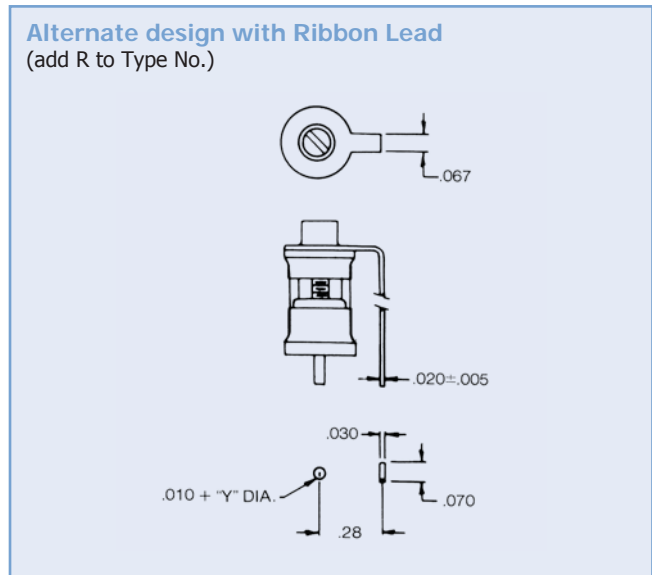 Alternate design with Ribbon Lead
(add R to Type No.)
.067
.020±.005
.030
.010 + "Y" DIA.
.070
.28